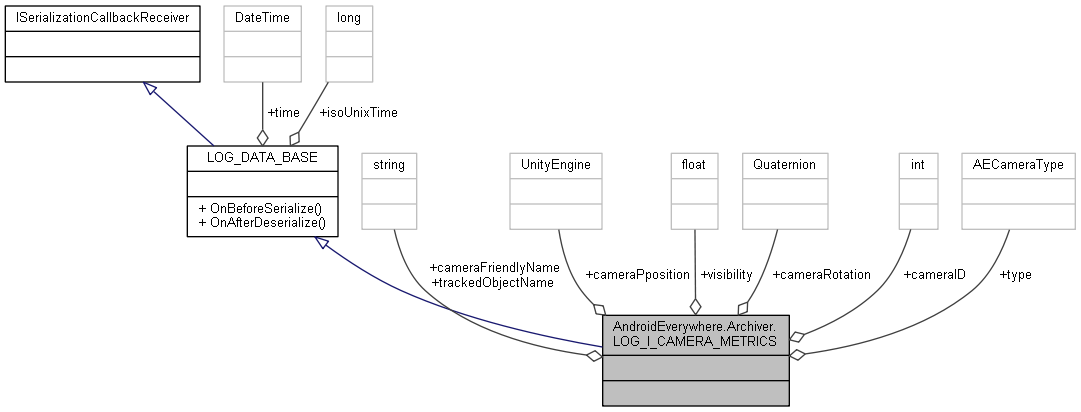 ISerializationCallbackReceiver
DateTime
long
+time
+isoUnixTime
LOG_DATA_BASE
+ OnBeforeSerialize()
+ OnAfterDeserialize()
string
UnityEngine
float
Quaternion
int
AECameraType
+cameraFriendlyName
+trackedObjectName
+cameraPposition
+visibility
+cameraRotation
+cameraID
+type
AndroidEverywhere.Archiver.
LOG_I_CAMERA_METRICS